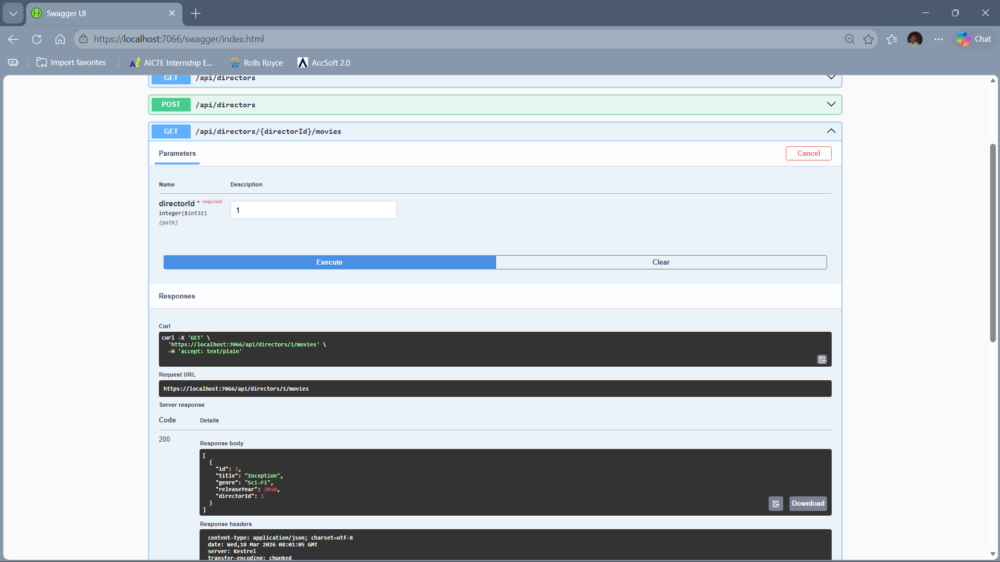 Swagger UI
https://localhost:7066/swagger/index.html
Chat
Import favorites
AICTE Internship E...
Rolls Royce
AccSoft 2.0
GET /api/directors
POST /api/directors
GET /api/directors/{directorId}/movies
Parameters
Cancel
Name Description
directorId * required
integer($int32)
(path)
1
Execute
Clear
Responses
Curl
curl -X 'GET' \
  'https://localhost:7066/api/directors/1/movies' \
  -H 'accept: text/plain'
Request URL
https://localhost:7066/api/directors/1/movies
Server response
Code Details
200
Response body
[
  {
    "id": 2,
    "title": "Inception",
    "genre": "Sci-Fi",
    "releaseYear": 2010,
    "directorId": 1
  }
]
Download
Response headers
content-type: application/json; charset=utf-8
date: Wed,18 Mar 2026 08:01:05 GMT
server: Kestrel
transfer-encoding: chunked